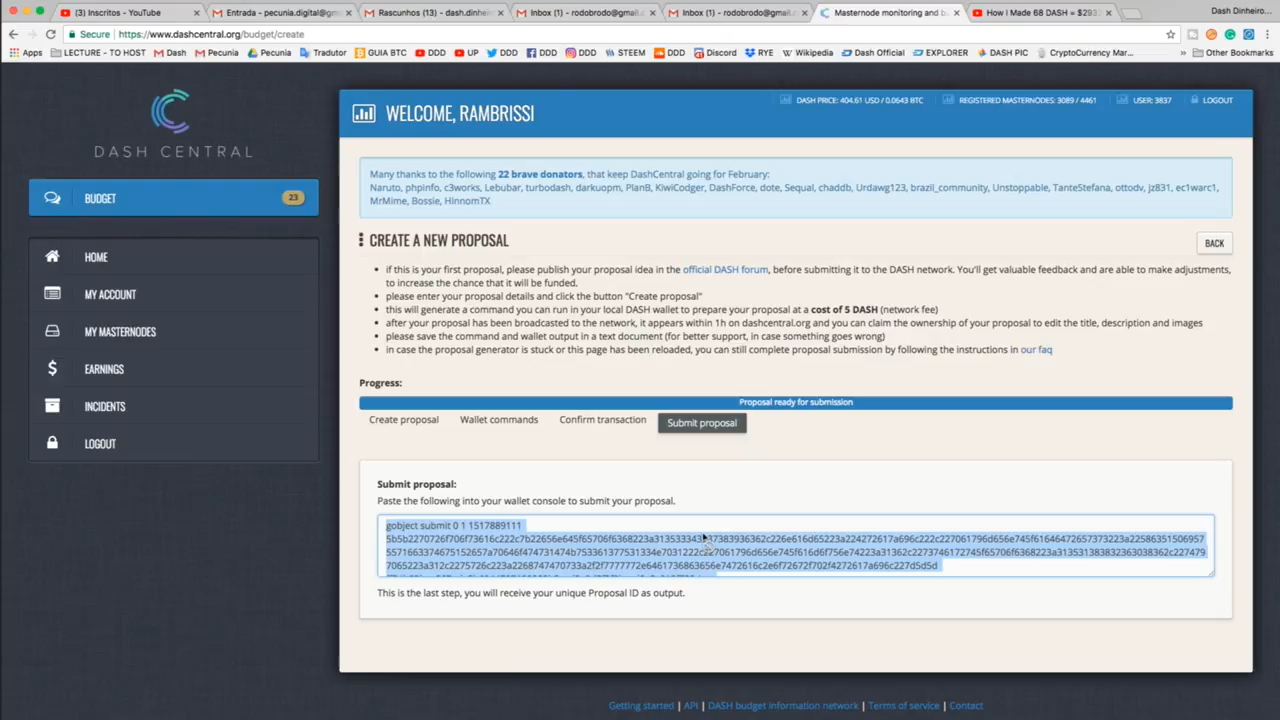 (3) Inscritos - YouTube
Entrada - pecunia.digital@gm
Rascunhos (13) - dash.dinhei
Inbox (1) - rodobrodo@gmail.
Inbox (1) - rodobrodo@gmail.
Masternode monitoring and b
How I Made 68 DASH = $293
Dash Dinheiro...
Secure https://www.dashcentral.org/budget/create
Apps LECTURE - TO HOST Dash Pecunia Pecunia Tradutor GUIA BTC DDD UP DDD DDD DDD STEEM DDD Discord RYE Wikipedia Dash Official EXPLORER DASH PIC CryptoCurrency Mar... » Other Bookmarks
DASH CENTRAL
BUDGET 23
HOME
MY ACCOUNT
MY MASTERNODES
EARNINGS
INCIDENTS
LOGOUT
WELCOME, RAMBRISSI
DASH PRICE: 404.61 USD / 0.0643 BTC REGISTERED MASTERNODES: 3089 / 4461 USER: 3837 LOGOUT
Many thanks to the following 22 brave donators, that keep DashCentral going for February:
Naruto, phpinfo, c3works, Lebubar, turbodash, darkuopm, PlanB, KiwiCodger, DashForce, dote, Sequal, chaddb, Urdawg123, brazil_community, Unstoppable, TanteStefana, ottodv, jz831, ec1warc1,
MrMime, Bossie, HinnomTX
CREATE A NEW PROPOSAL
BACK
• if this is your first proposal, please publish your proposal idea in the official DASH forum, before submitting it to the DASH network. You'll get valuable feedback and are able to make adjustments,
to increase the chance that it will be funded.
• please enter your proposal details and click the button "Create proposal"
• this will generate a command you can run in your local DASH wallet to prepare your proposal at a cost of 5 DASH (network fee)
• after your proposal has been broadcasted to the network, it appears within 1h on dashcentral.org and you can claim the ownership of your proposal to edit the title, description and images
• please save the command and wallet output in a text document (for better support, in case something goes wrong)
• in case the proposal generator is stuck or this page has been reloaded, you can still complete proposal submission by following the instructions in our faq
Progress:
Proposal ready for submission
Create proposal Wallet commands Confirm transaction Submit proposal
Submit proposal:
Paste the following into your wallet console to submit your proposal.
gobject submit 0 1 1517889111
This is the last step, you will receive your unique Proposal ID as output.
Getting started | API | DASH budget information network | Terms of service | Contact